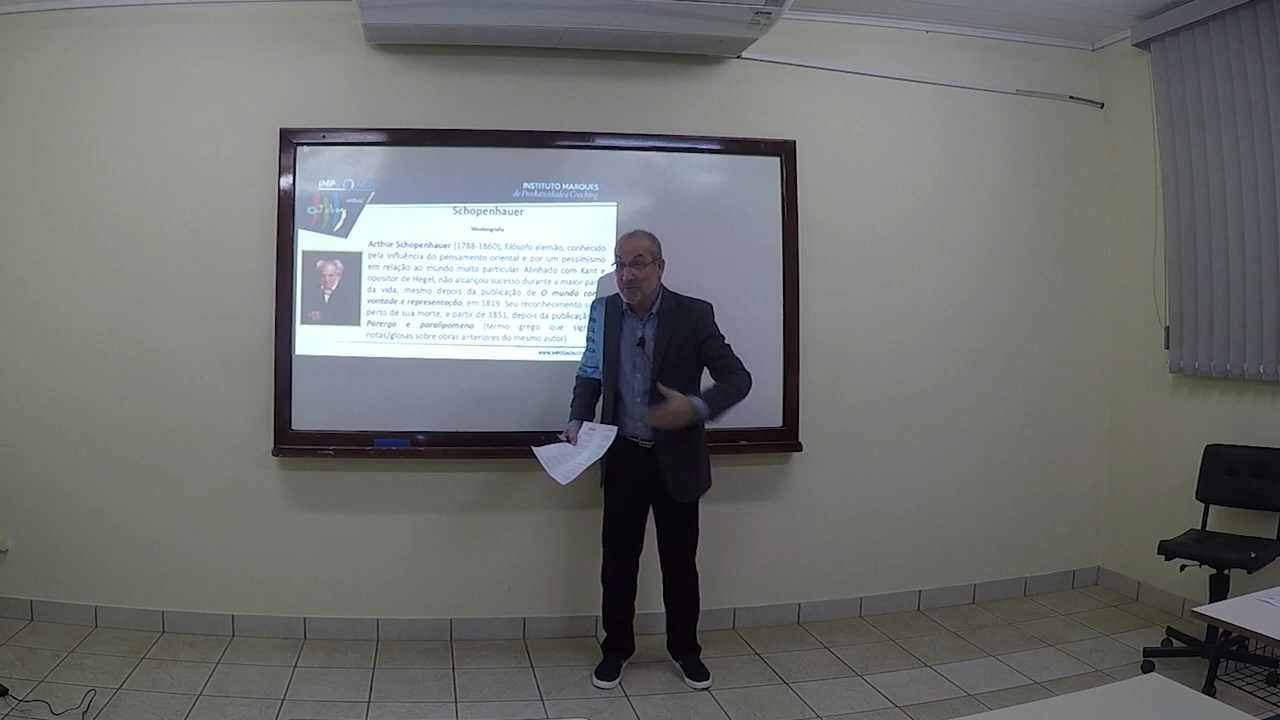 IMPCOACH
INSTITUTO MARQUES
de Produtividade e Coaching
Schopenhauer
Minibiografia
Arthur Schopenhauer (1788-1860), filósofo alemão, conhecido
pela influência do pensamento oriental e por um pessimismo
em relação ao mundo muito particular. Alinhado com Kant e
opositor de Hegel, não alcançou sucesso durante a maior par
da vida, mesmo depois da publicação de O mundo com
vontade e representação, em 1819. Seu reconhecimento
perto de sua morte, a partir de 1851, depois da publicação
Parerga e paralipomena (termo grego que sign
notas/glosas sobre obras anteriores do mesmo autor)
WWW.IMPCOACH.CO